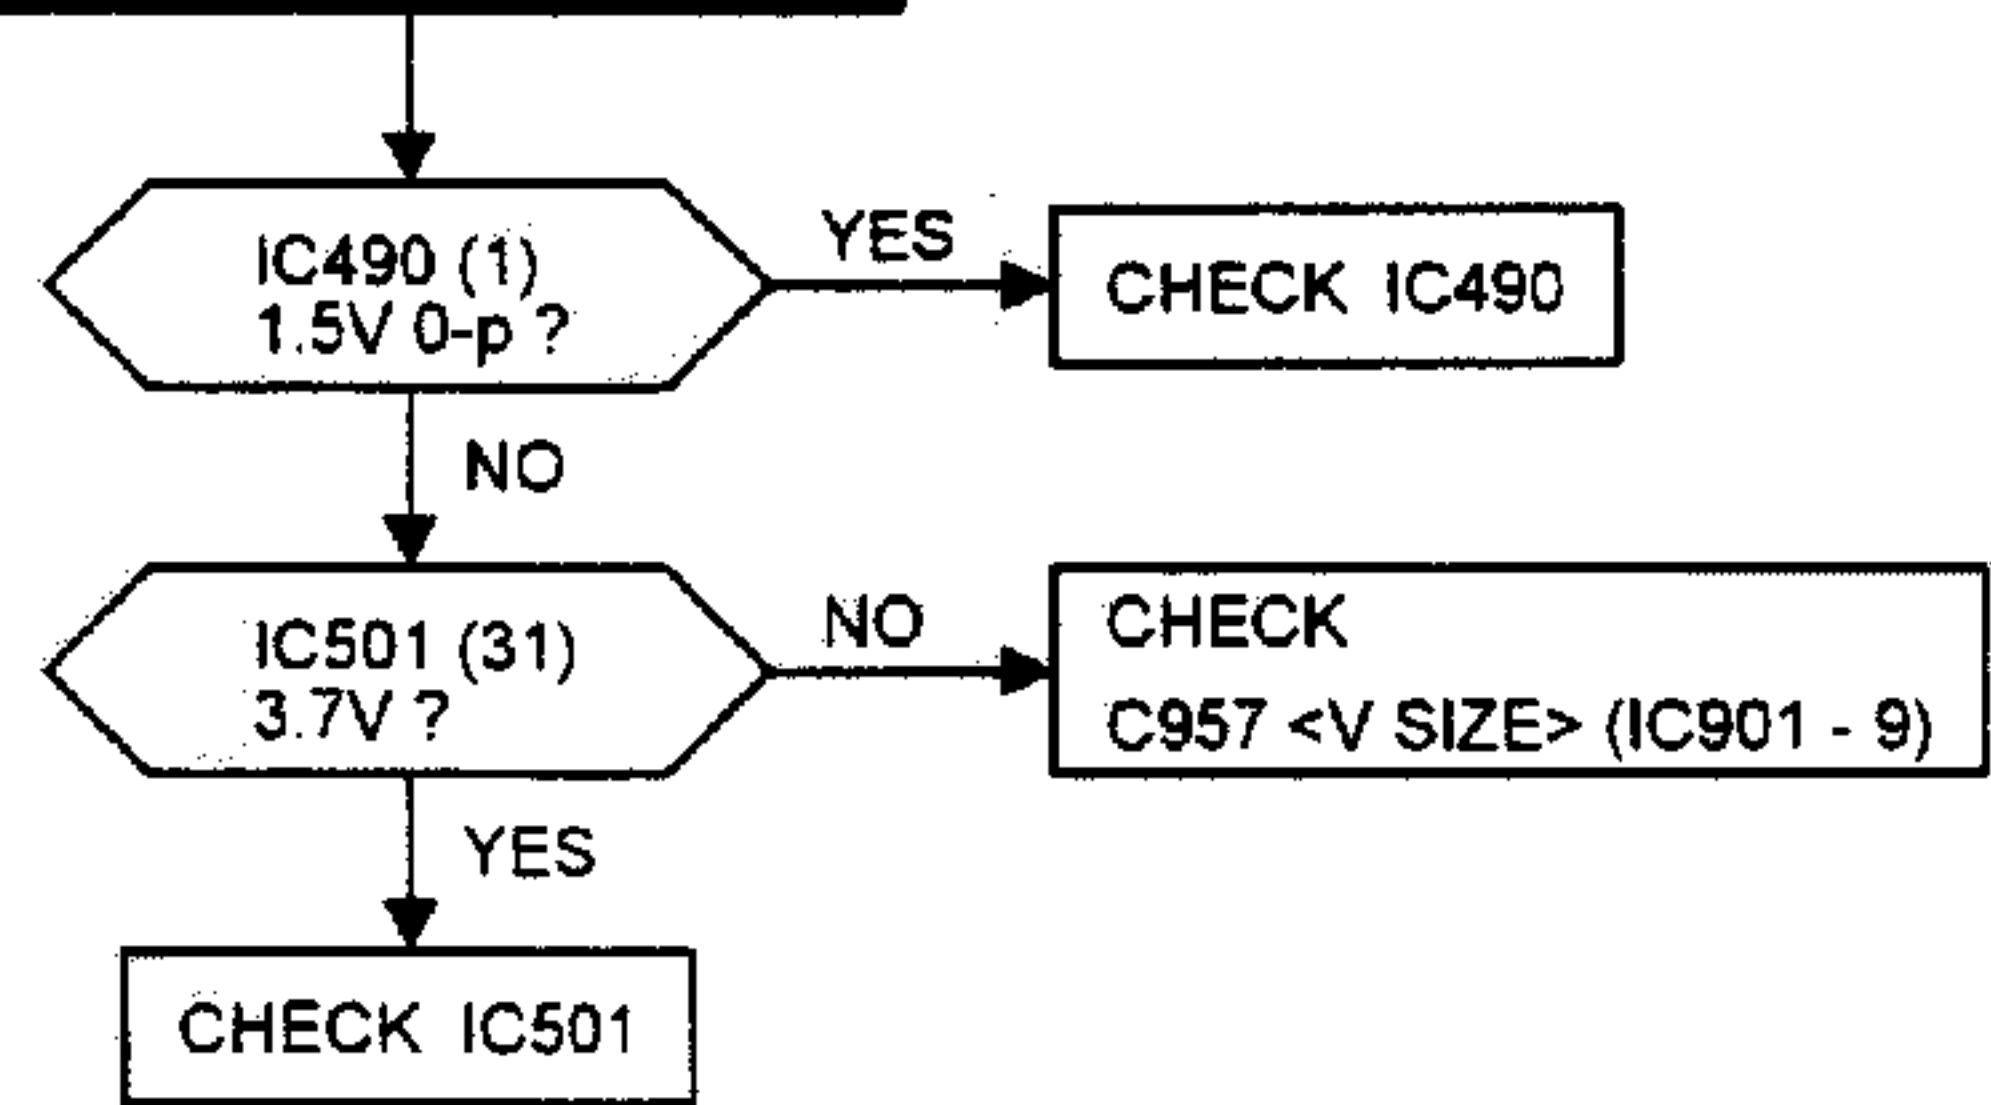 IC490 (1)
1.5V 0-p ?
YES
CHECK IC490
NO
IC501 (31)
3.7V ?
NO
CHECK
C957 <V SIZE> (IC901 - 9)
YES
CHECK IC501